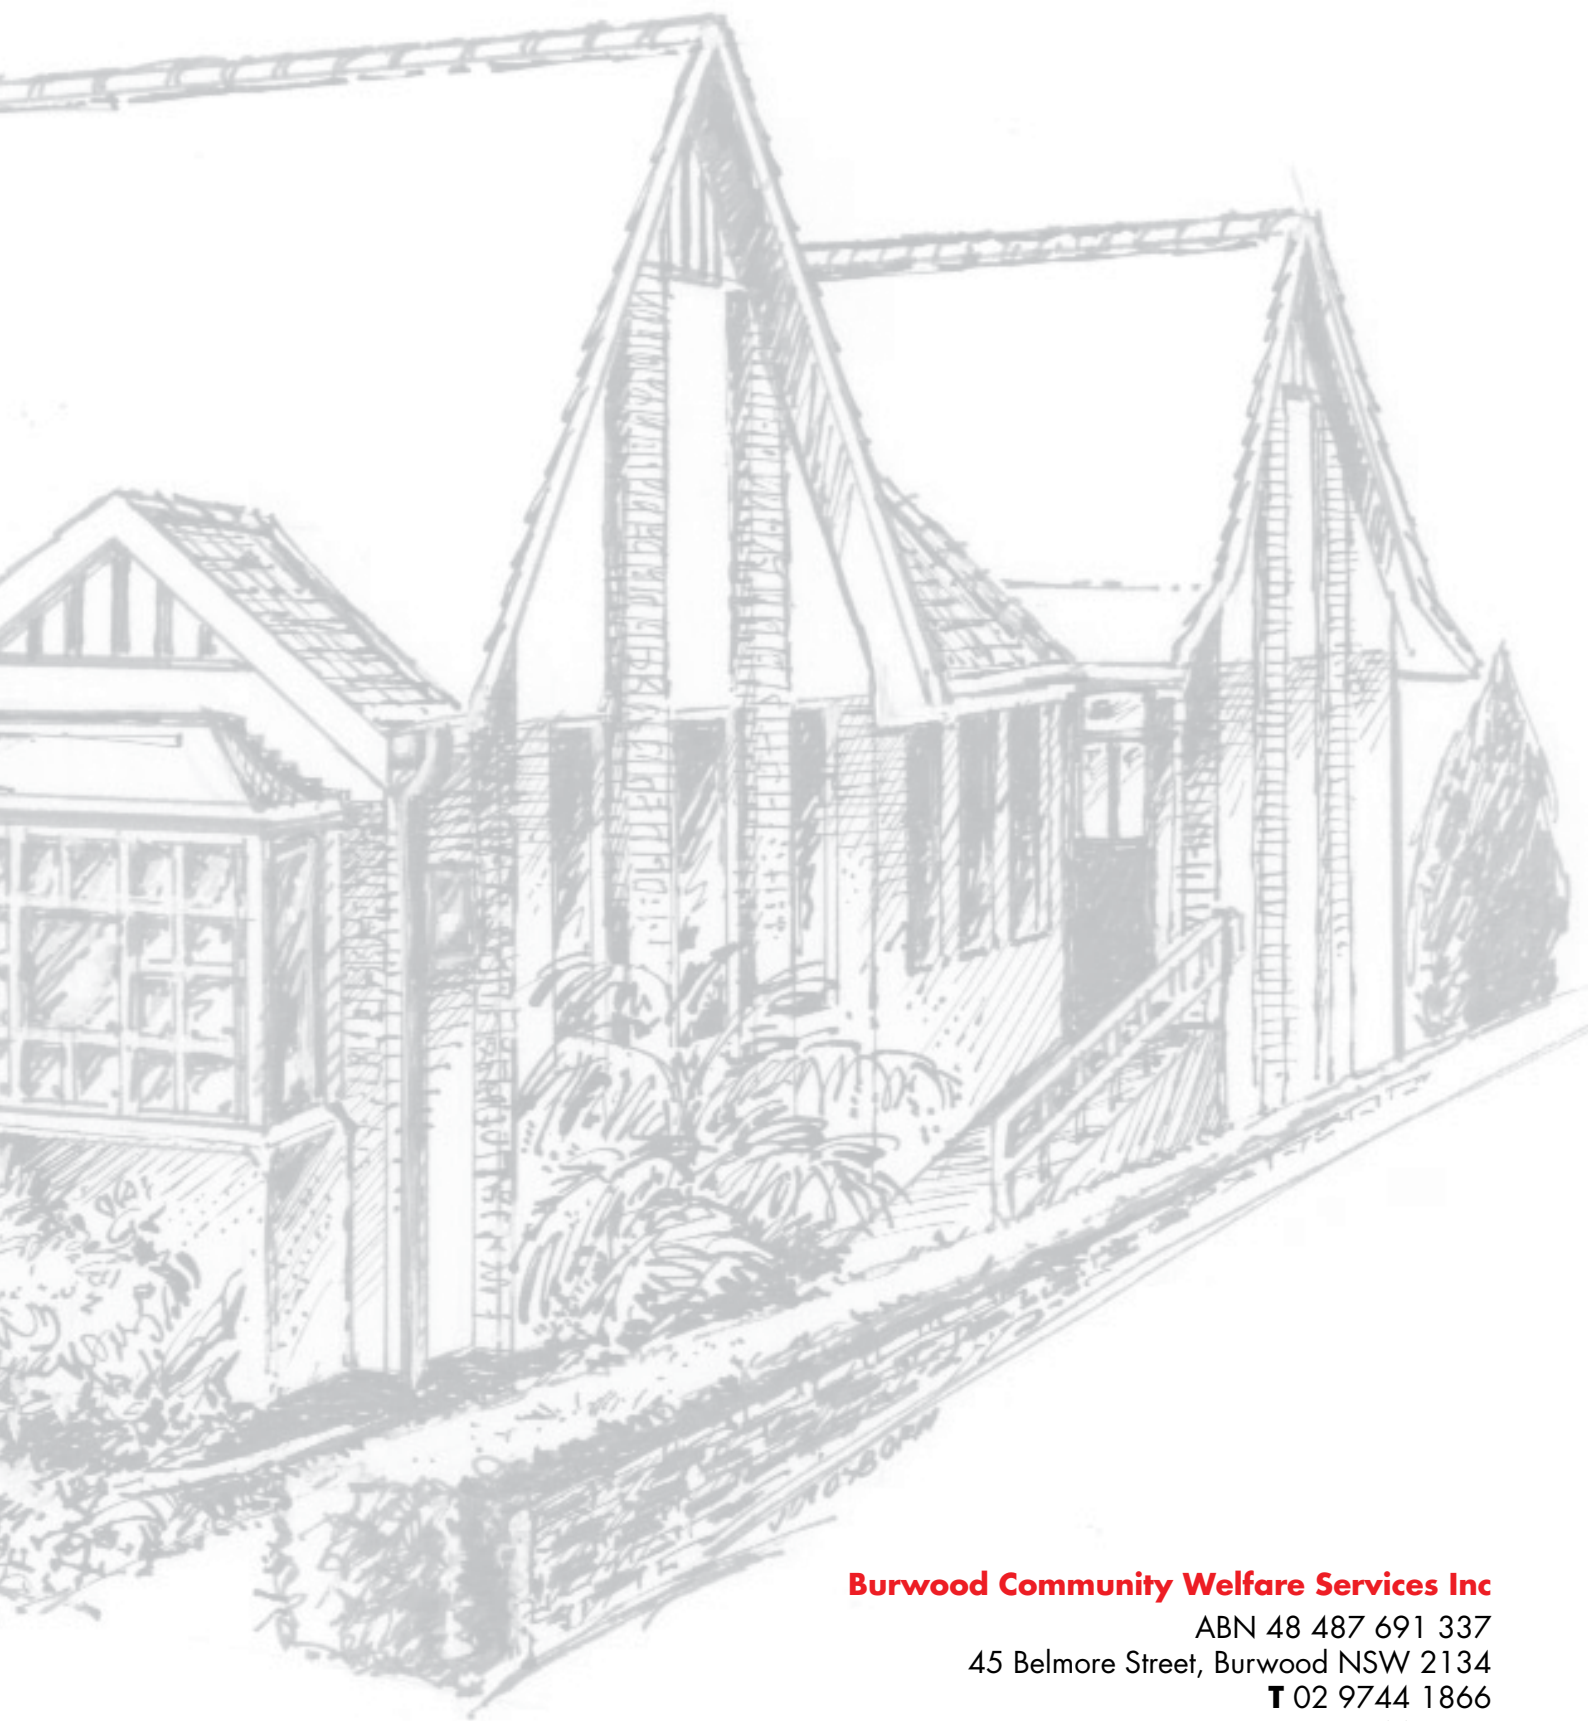 Burwood Community Welfare Services Inc
ABN 48 487 691 337
45 Belmore Street, Burwood NSW 2134
T 02 9744 1866